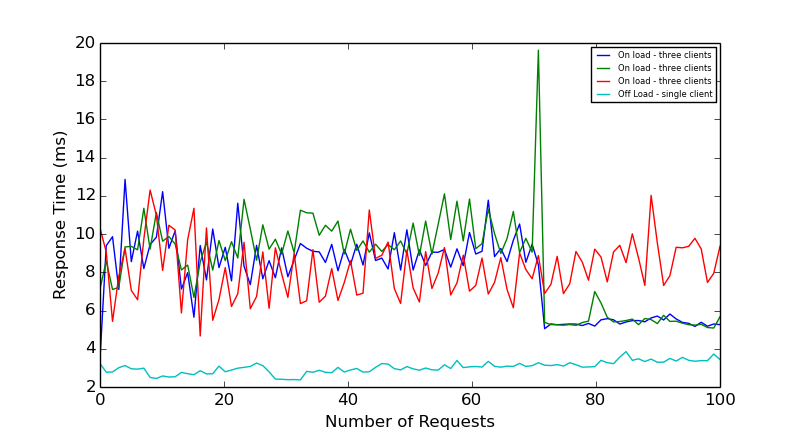 20
18
16
14
12
10
8
6
4
2
Response Time (ms)
On load - three clients
On load - three clients
On load - three clients
Off Load - single client
0
20
40
60
80
100
Number of Requests